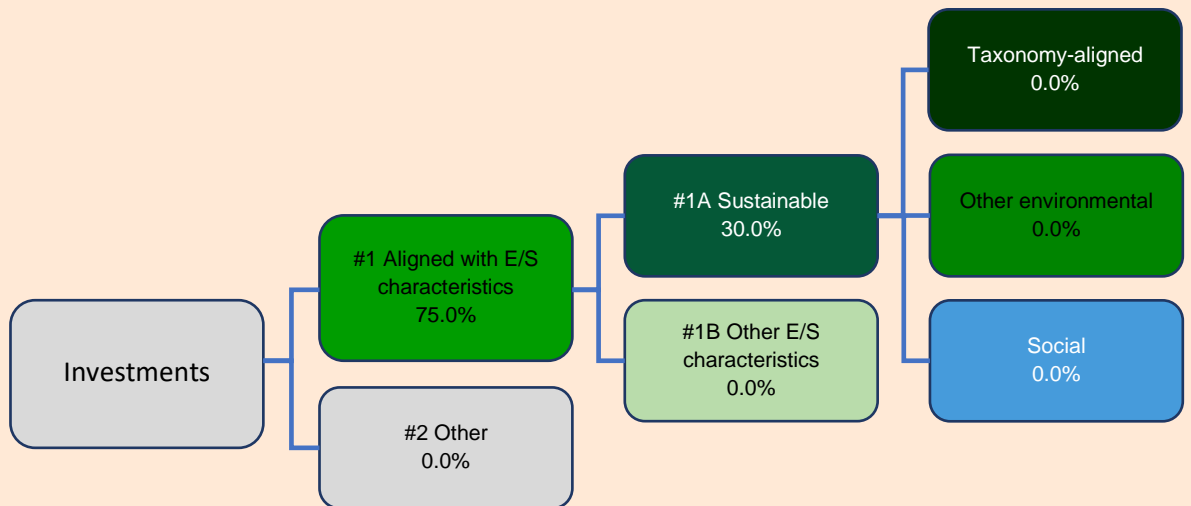 Investments
#1 Aligned with E/S
characteristics
75.0%
#2 Other
0.0%
#1A Sustainable
30.0%
#1B Other E/S
characteristics
0.0%
Taxonomy-aligned
0.0%
Other environmental
0.0%
Social
0.0%